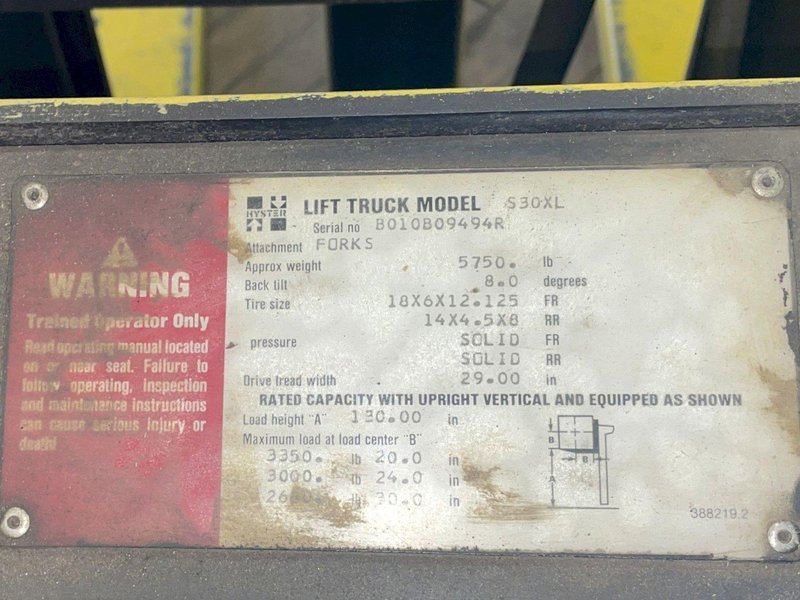 WARNING
Trained Operator Only
Read operating manual located
on or near seat. Failure to
follow operating, inspection
and maintenance instructions
can cause serious injury or
death!
HYSTER
LIFT TRUCK MODEL S30XL
Serial no B010B09494R
Attachment FORKS
Approx weight 5750. lb
Back tilt 8.0 degrees
Tire size 18X6X12.125 FR
14X4.5X8 RR
pressure SOLID FR
SOLID RR
Drive tread width 29.00 in
RATED CAPACITY WITH UPRIGHT VERTICAL AND EQUIPPED AS SHOWN
Load height "A" in
Maximum load at load center "B"
3350. lb 20.0 in
3000. lb 24.0 in
lb 30.0 in
B
B
A
388219.2